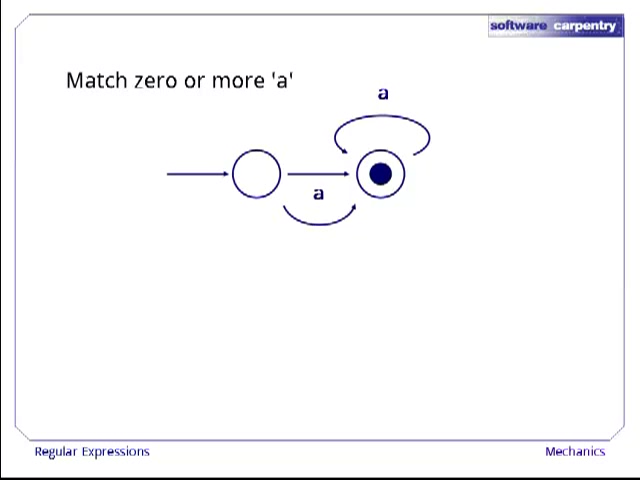 software carpentry
Match zero or more 'a'
a
a
Regular Expressions
Mechanics